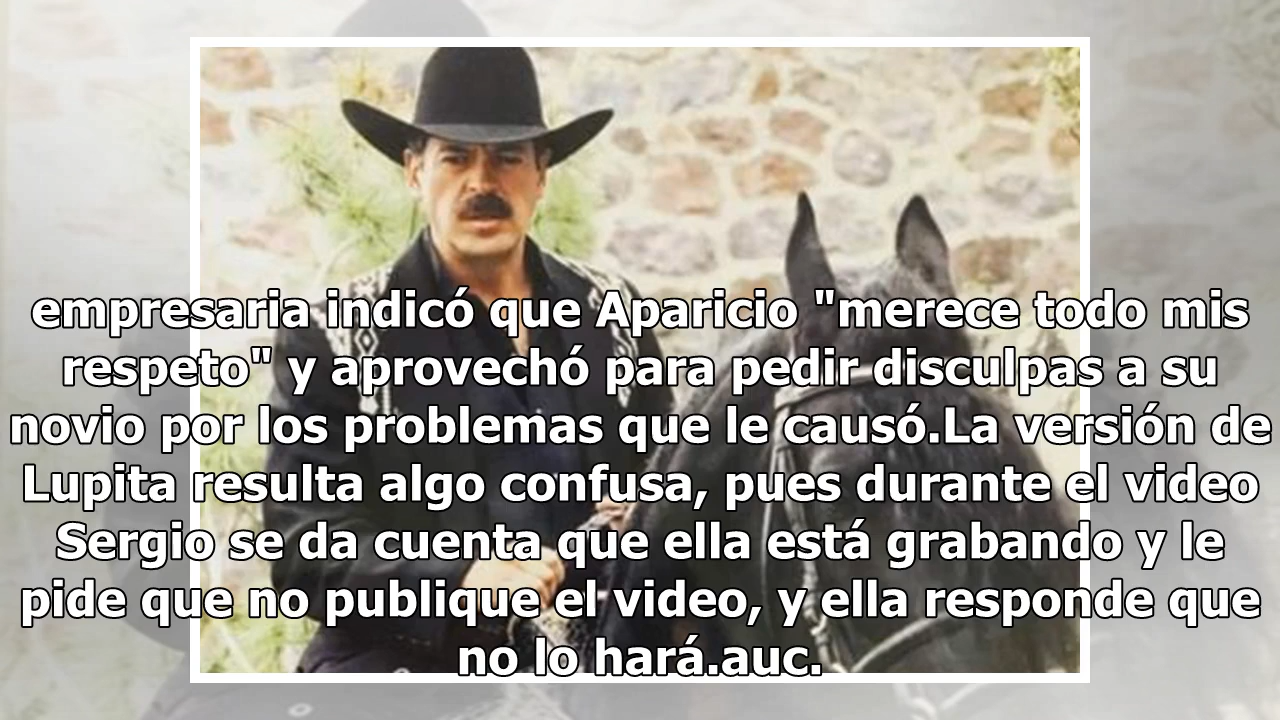 empresaria indicó que Aparicio "merece todo mis
respeto" y aprovechó para pedir disculpas a su
novio por los problemas que le causó.La versión de
Lupita resulta algo confusa, pues durante el video
Sergio se da cuenta que ella está grabando y le
pide que no publique el video, y ella responde que
no lo hará.auc.